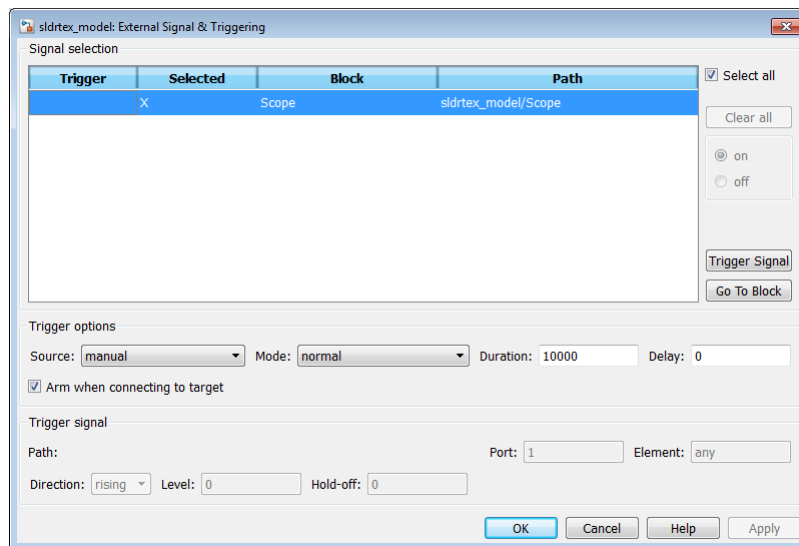 sldrtex_model: External Signal & Triggering
Signal selection
Trigger Selected Block Path
X Scope sldrtex_model/Scope
Select all
Clear all
on
off
Trigger Signal
Go To Block
Trigger options
Source: manual Mode: normal Duration: 10000 Delay: 0
Arm when connecting to target
Trigger signal
Path: Port: 1 Element: any
Direction: rising Level: 0 Hold-off: 0
OK Cancel Help Apply